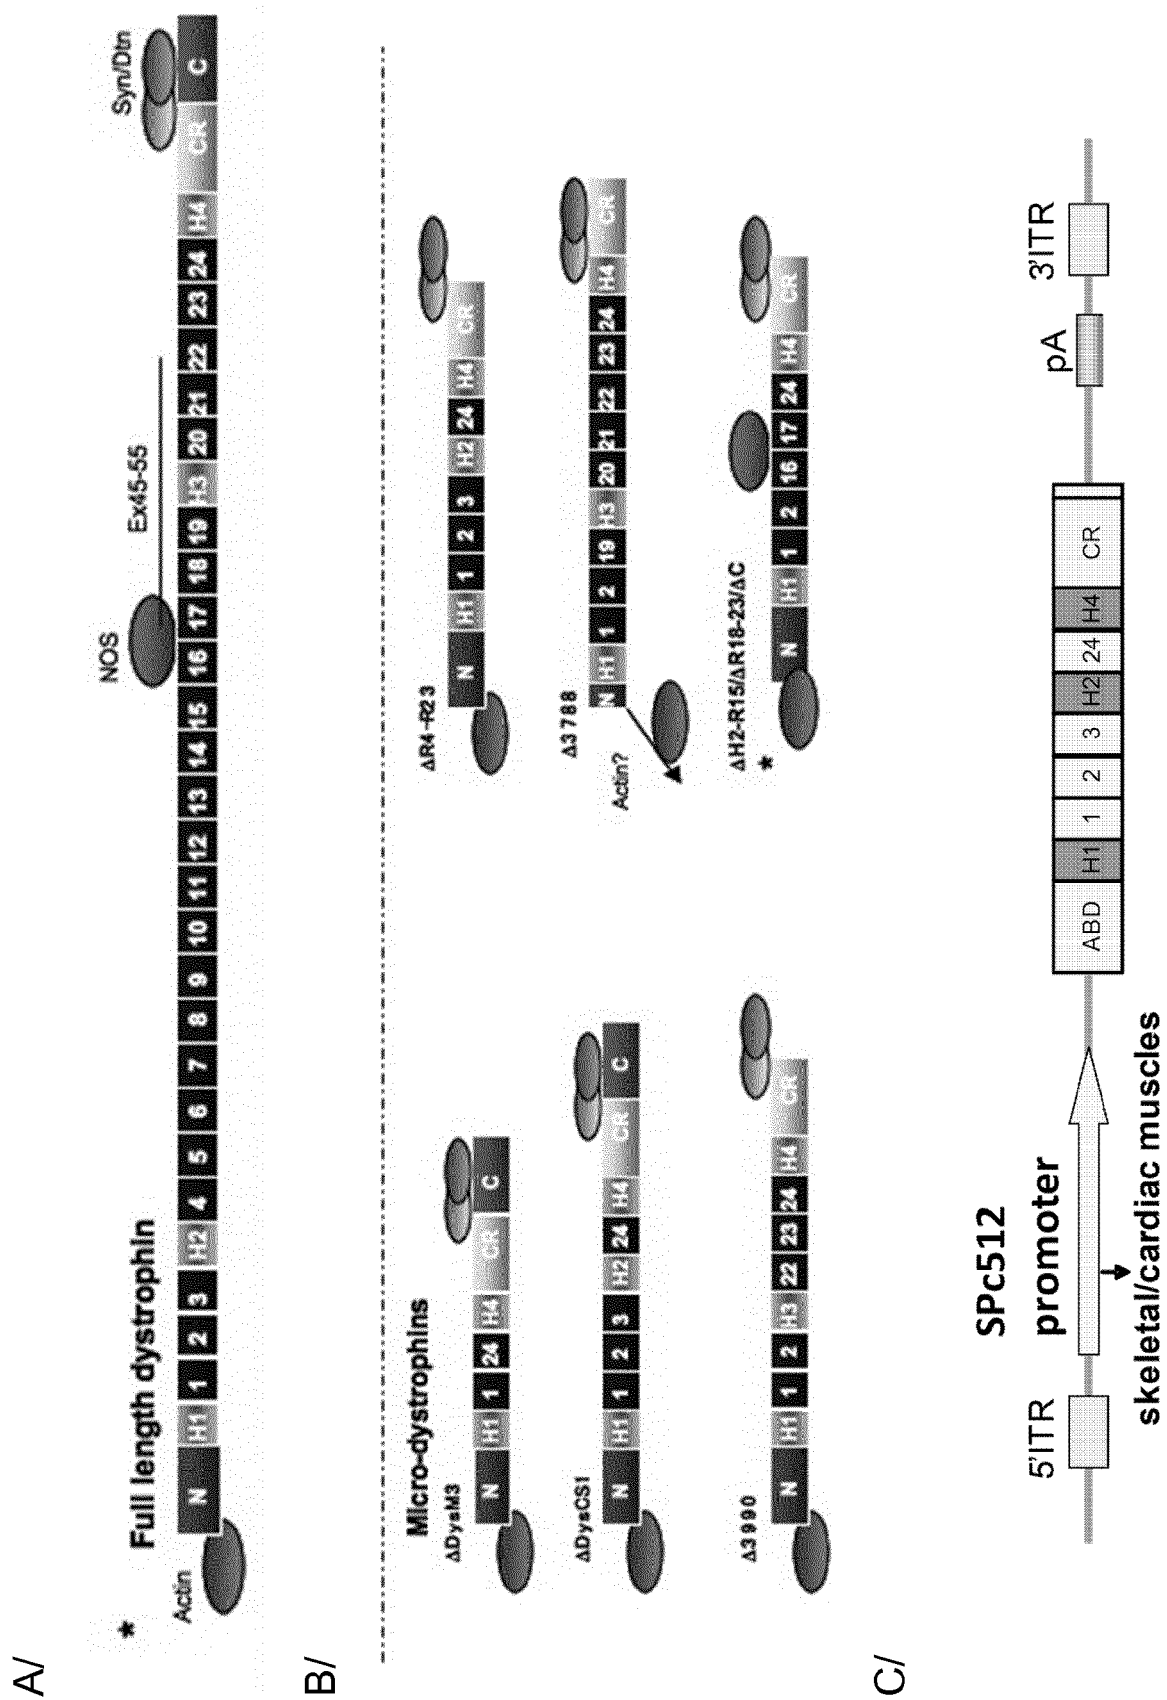 A/
*
Full length dystrophin
Actin
NOS
Ex45-55
Syn/Dtn
N H1 1 2 3 H2 4 5 6 7 8 9 10 11 12 13 14 15 16 17 18 19 H3 20 21 22 23 24 H4 CR C
B/
Micro-dystrophins
ΔDysM3
N H1 1 24 H4 CR C
ΔR4-R23
N H1 1 2 3 H2 24 H4 CR
ΔDysCS1
N H1 1 2 3 H2 24 H4 CR C
Δ3788
N H1 1 2 19 H3 20 21 22 23 24 H4 CR
Actin?
Δ3990
N H1 1 2 H3 22 23 24 H4 CR
ΔH2-R15/ΔR18-23/ΔC
*
N H1 1 2 16 17 24 H4 CR
C/
5'ITR
SPc512
promoter
skeletal/cardiac muscles
ABD H1 1 2 3 H2 24 H4 CR
pA
3'ITR